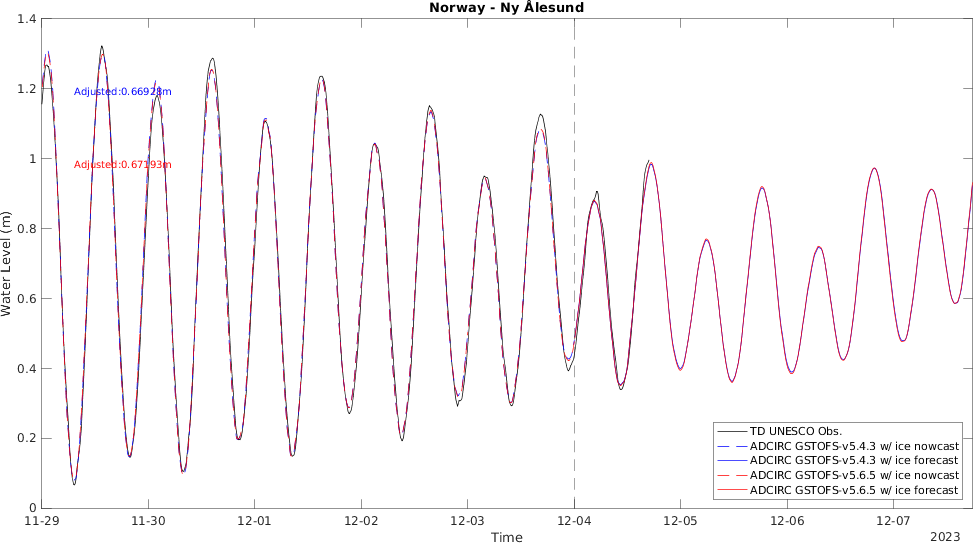 Norway - Ny Ålesund
1.4
1.2
1
0.8
0.6
0.4
0.2
0
Water Level (m)
Adjusted:0.66928m
Adjusted:0.67193m
TD UNESCO Obs.
ADCIRC GSTOFS-v5.4.3 w/ ice nowcast
ADCIRC GSTOFS-v5.4.3 w/ ice forecast
ADCIRC GSTOFS-v5.6.5 w/ ice nowcast
ADCIRC GSTOFS-v5.6.5 w/ ice forecast
11-29 11-30 12-01 12-02 12-03 12-04 12-05 12-06 12-07
Time
2023